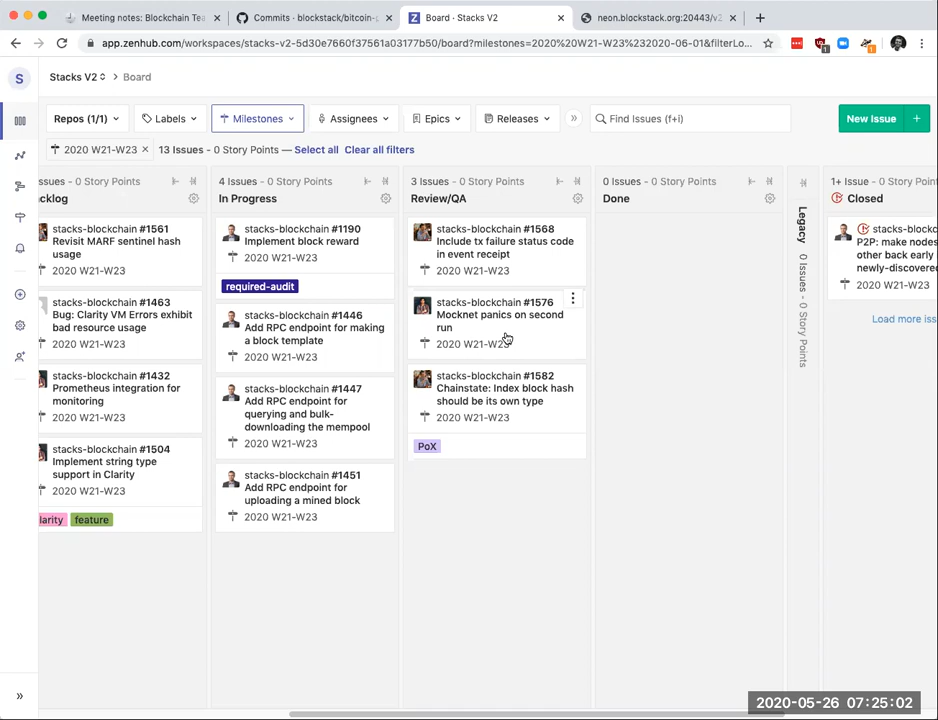 Meeting notes: Blockchain Tea
Commits · blockstack/bitcoin-
Board · Stacks V2
neon.blockstack.org:20443/v2
app.zenhub.com/workspaces/stacks-v2-5d30e7660f37561a03177b50/board?milestones=2020%20W21-W23%232020-06-01&filterLo...
S
Stacks V2
Board
Repos (1/1)
Labels
Milestones
Assignees
Epics
Releases
Find Issues (f+i)
New Issue
2020 W21-W23
13 Issues - 0 Story Points —
Select all
Clear all filters
ssues - 0 Story Points
cklog
stacks-blockchain #1561
Revisit MARF sentinel hash
usage
2020 W21-W23
stacks-blockchain #1463
Bug: Clarity VM Errors exhibit
bad resource usage
2020 W21-W23
stacks-blockchain #1432
Prometheus integration for
monitoring
2020 W21-W23
stacks-blockchain #1504
Implement string type
support in Clarity
2020 W21-W23
larity
feature
4 Issues - 0 Story Points
In Progress
stacks-blockchain #1190
Implement block reward
2020 W21-W23
required-audit
stacks-blockchain #1446
Add RPC endpoint for making
a block template
2020 W21-W23
stacks-blockchain #1447
Add RPC endpoint for
querying and bulk-
downloading the mempool
2020 W21-W23
stacks-blockchain #1451
Add RPC endpoint for
uploading a mined block
2020 W21-W23
3 Issues - 0 Story Points
Review/QA
stacks-blockchain #1568
Include tx failure status code
in event receipt
2020 W21-W23
stacks-blockchain #1576
Mocknet panics on second
run
2020 W21-W23
stacks-blockchain #1582
Chainstate: Index block hash
should be its own type
2020 W21-W23
PoX
0 Issues - 0 Story Points
Done
Legacy 0 Issues - 0 Story Points
1+ Issue - 0 Story Point
Closed
stacks-blockc
P2P: make nodes
other back early
newly-discovered
2020 W21-W23
Load more iss
2020-05-26 07:25:02